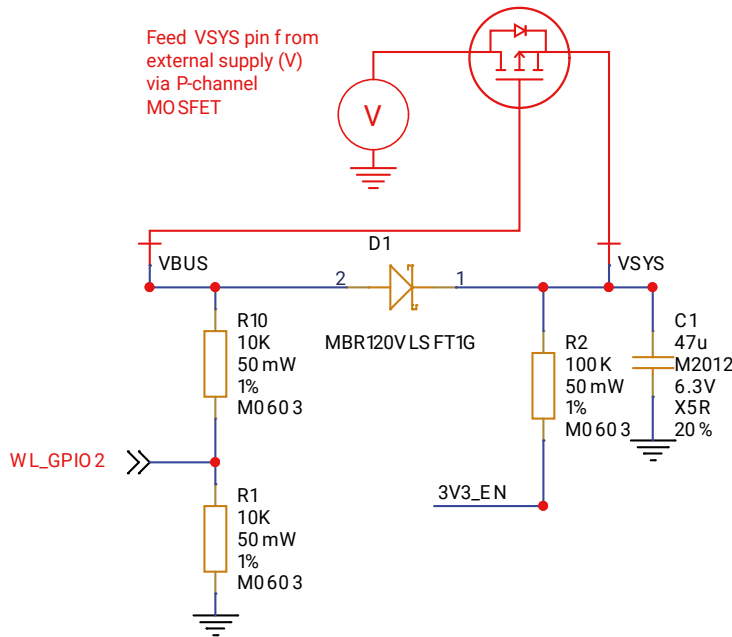 Feed VSYS pin from
external supply (V)
via P-channel
MOSFET
V
D1
VBUS
VSYS
2
1
MBR120VLSFT1G
R10
10K
50mW
1%
M0603
R2
100K
50mW
1%
M0603
C1
47u
M2012
6.3V
X5R
20%
WL_GPIO2
R1
10K
50mW
1%
M0603
3V3_EN